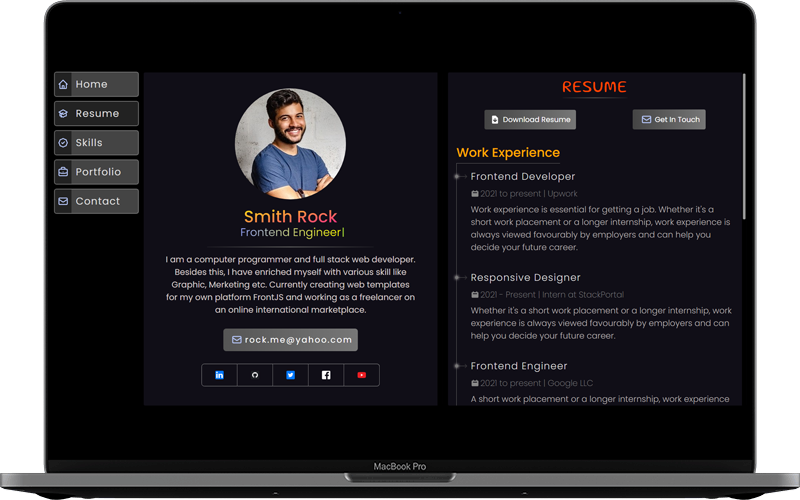 Home
Resume
Skills
Portfolio
Contact
Smith Rock
Frontend Engineer|
I am a computer programmer and full stack web developer.
Besides this, I have enriched myself with various skill like
Graphic, Merketing etc. Currently creating web templates
for my own platform FrontJS and working as a freelancer on
an online international marketplace.
rock.me@yahoo.com
in
RESUME
Download Resume
Get In Touch
Work Experience
Frontend Developer
2021 to present | Upwork
Work experience is essential for getting a job. Whether it's a
short work placement or a longer internship, work experience is
always viewed favourably by employers and can help you
decide your future career.
Responsive Designer
2021 - Present | Intern at StackPortal
Whether it's a short work placement or a longer internship, work
experience is always viewed favourably by employers and can
help you decide your future career.
Frontend Engineer
2021 to present | Google LLC
A short work placement or a longer internship, work experience
MacBook Pro